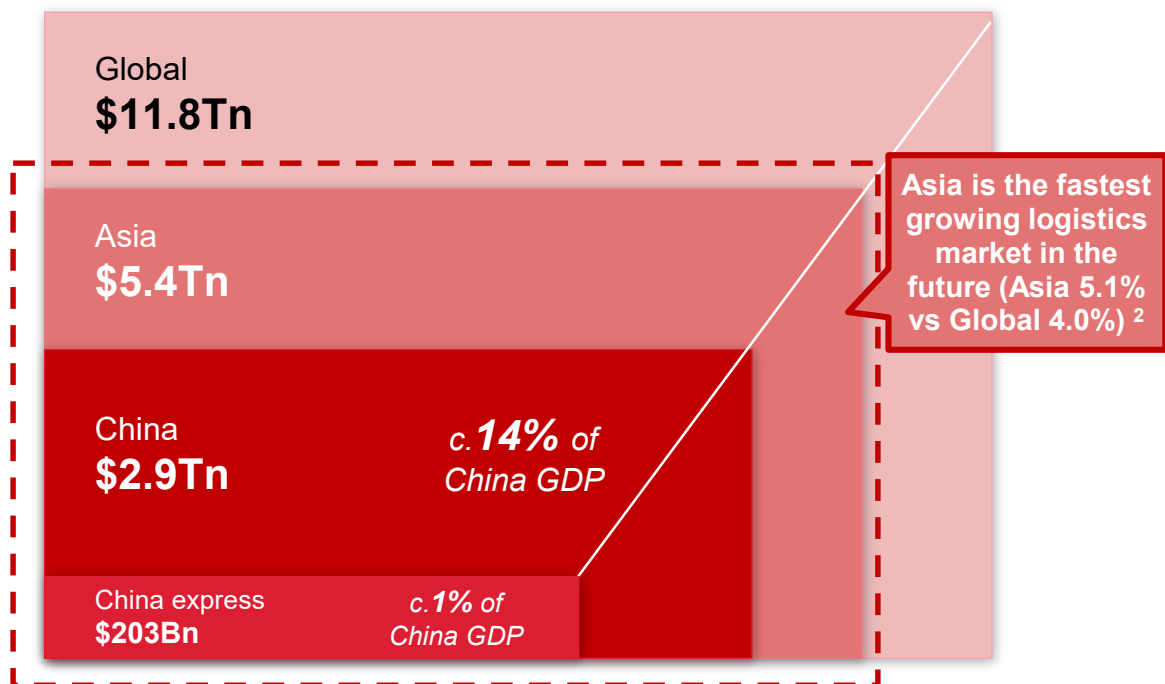 Global
$11.8Tn
Asia
$5.4Tn
Asia is the fastest
growing logistics
market in the
future (Asia 5.1%
vs Global 4.0%) ²
China
$2.9Tn
c.14% of
China GDP
China express
$203Bn
c.1% of
China GDP